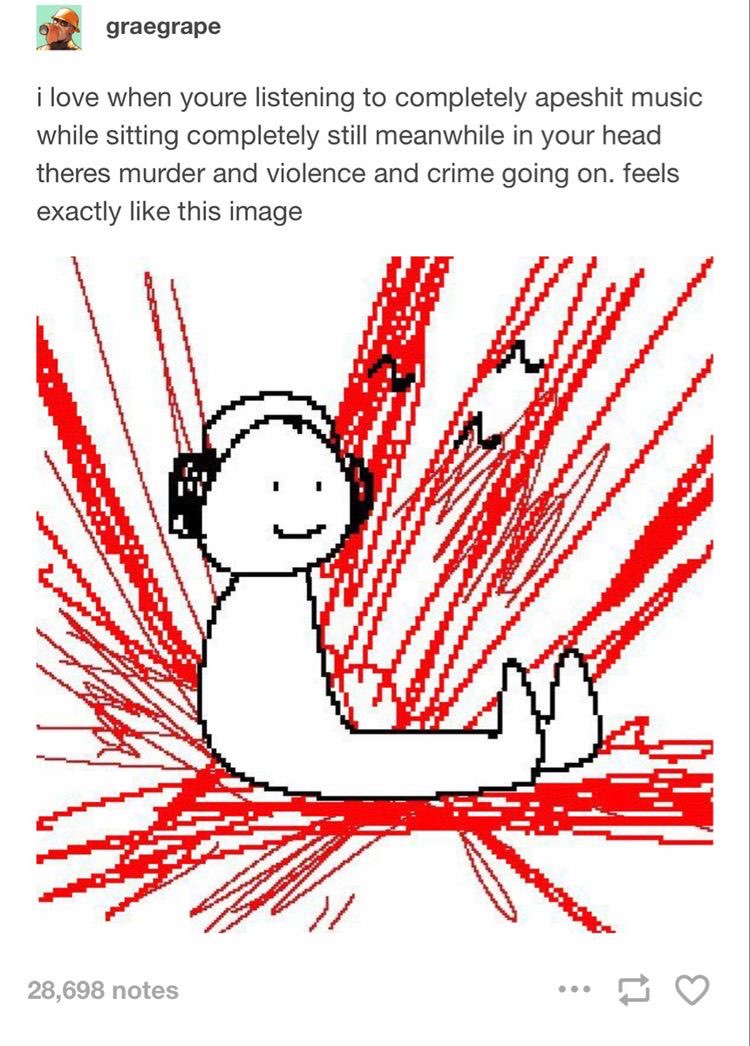 graegrape
i love when youre listening to completely apeshit music
while sitting completely still meanwhile in your head
theres murder and violence and crime going on. feels
exactly like this image
28,698 notes